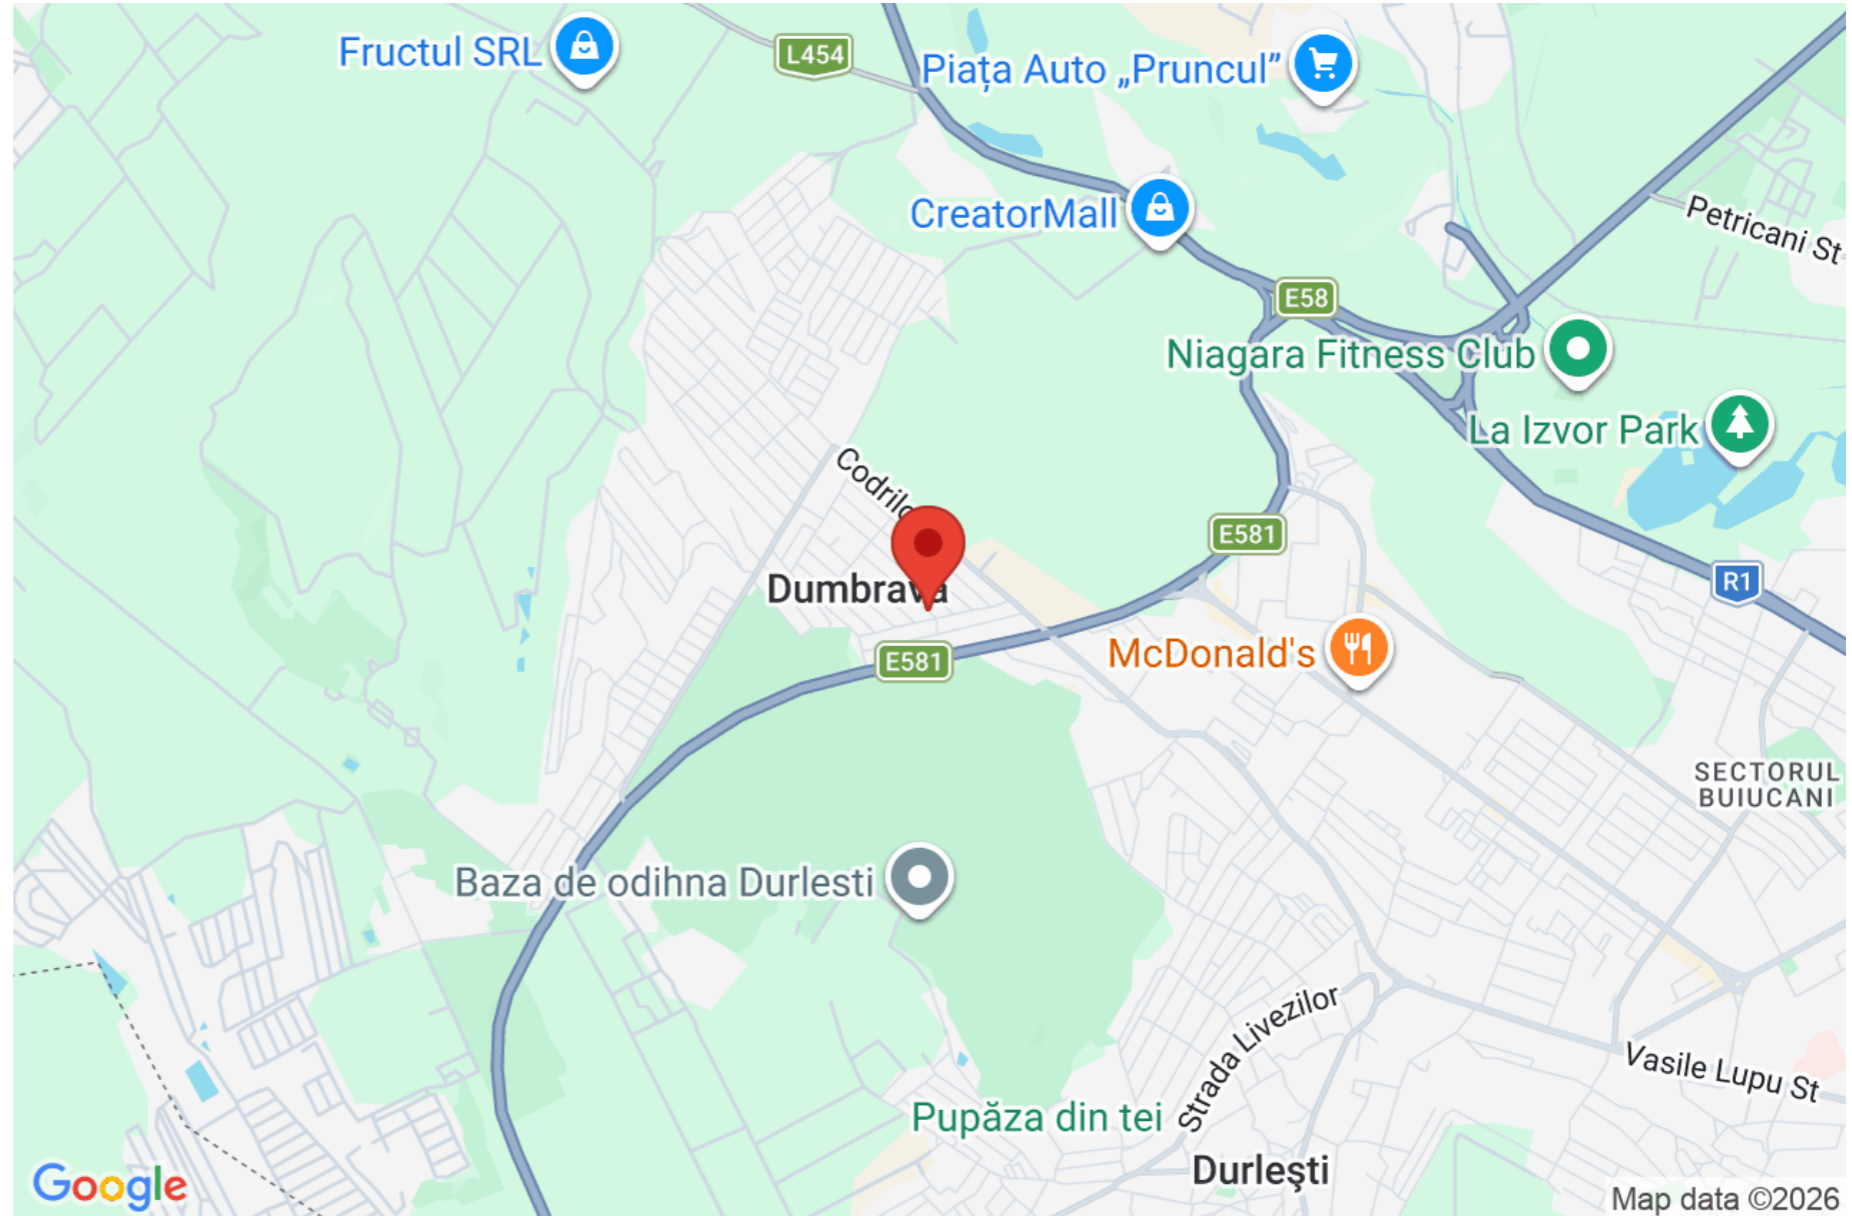 Fructul SRL
L454
Piața Auto „Pruncul”
CreatorMall
Petricani St
E58
Niagara Fitness Club
La Izvor Park
E581
R1
Dumbrava
E581
McDonald's
SECTORUL
BUIUCANI
Baza de odihna Durlesti
Strada Livezilor
Vasile Lupu St
Pupăza din tei
Durleşti
Google
Map data ©2026